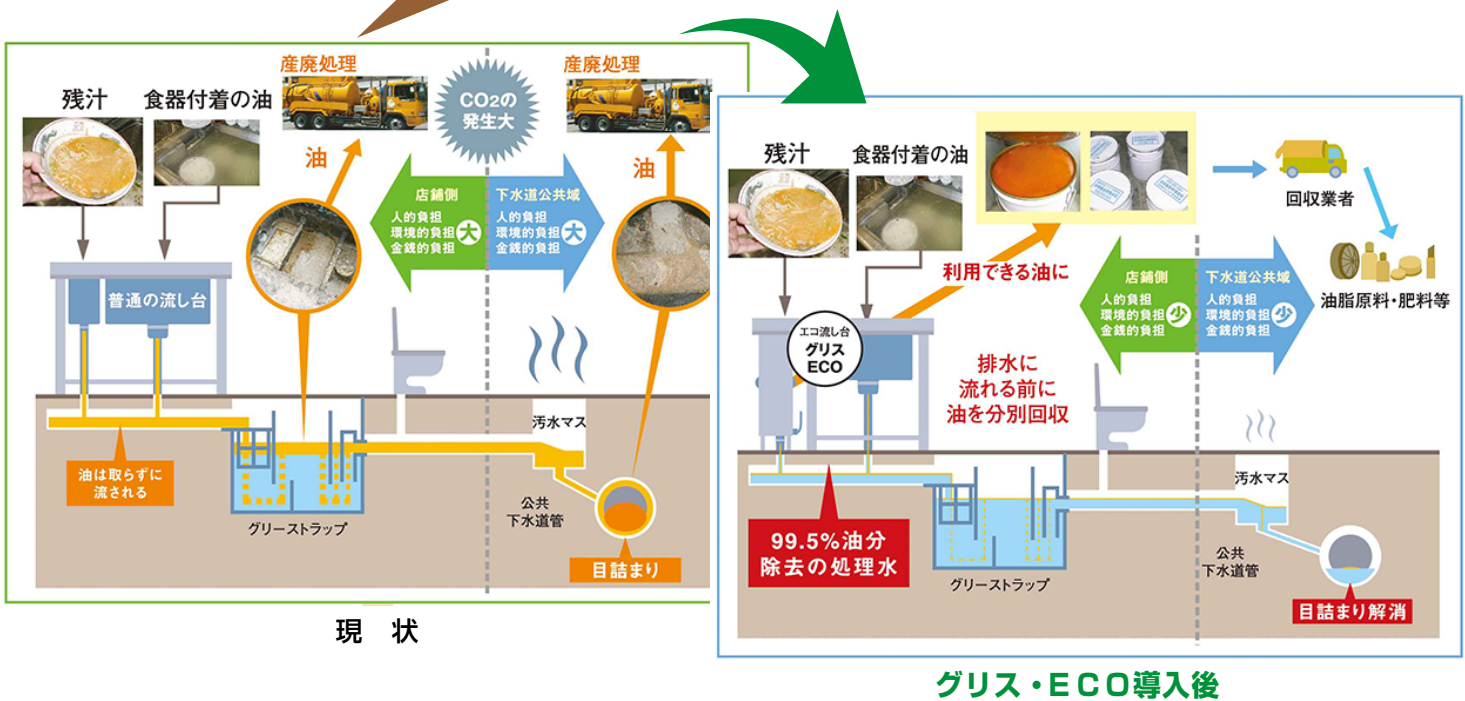 産廃処理
産廃処理
CO2の
発生大
残汁
食器付着の油
油
油
店舗側
人的負担
環境的負担
金銭的負担
大
下水道公共域
人的負担
環境的負担
金銭的負担
大
普通の流し台
汚水マス
油は取らずに
流される
グリーストラップ
公共
下水道管
目詰まり
現 状
残汁
食器付着の油
回収業者
利用できる油に
油脂原料・肥料等
店舗側
人的負担
環境的負担
金銭的負担
少
下水道公共域
人的負担
環境的負担
金銭的負担
少
エコ流し台
グリス
ECO
排水に
流れる前に
油を分別回収
汚水マス
99.5%油分
除去の処理水
グリーストラップ
公共
下水道管
目詰まり解消
グリス・ECO導入後